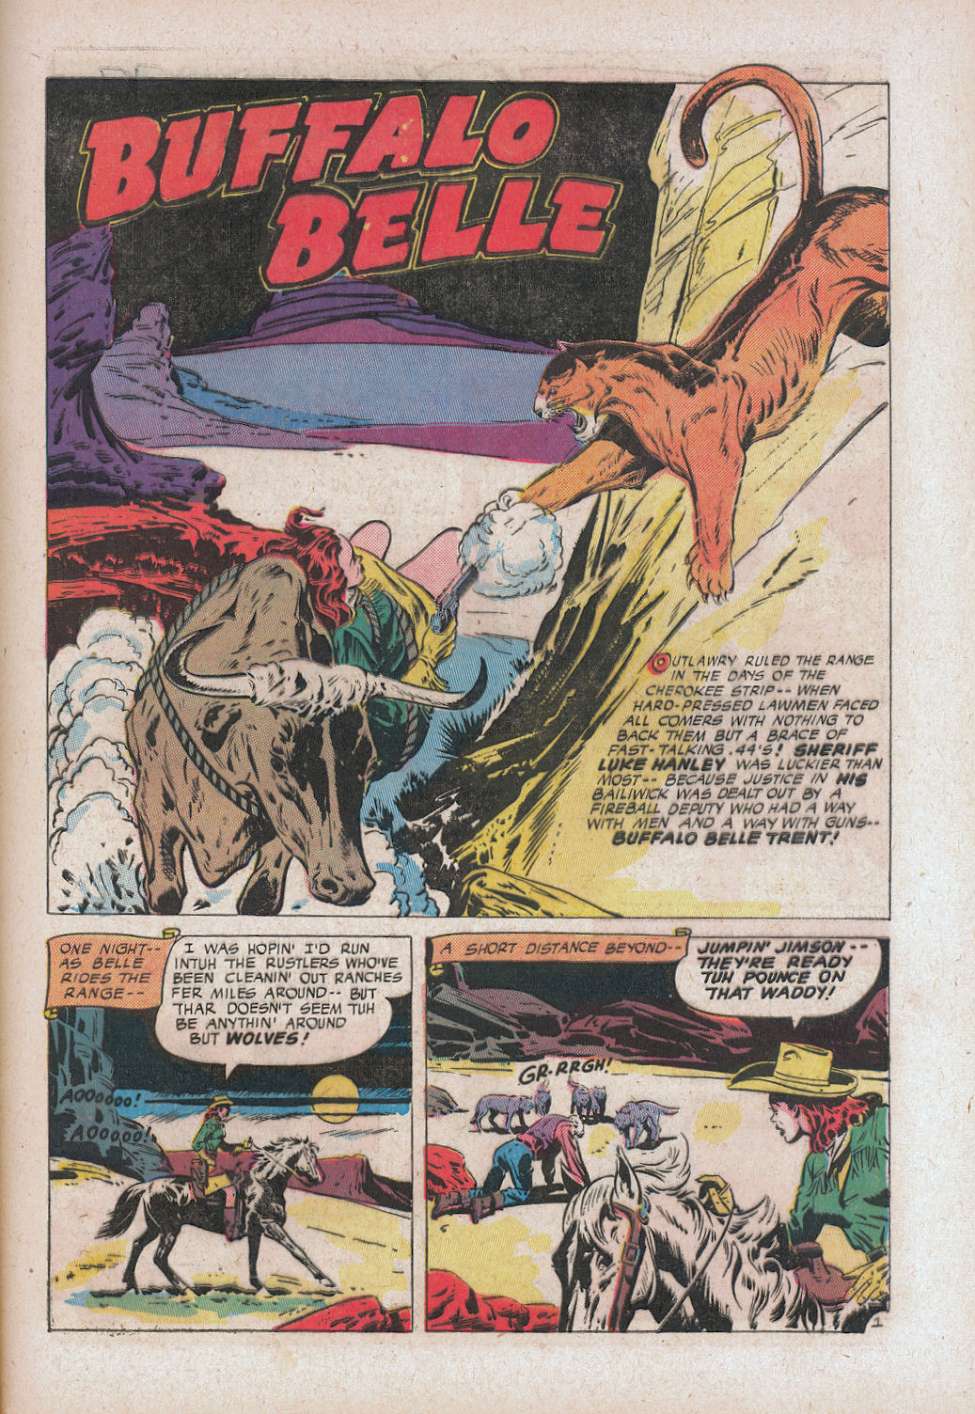 BUFFALO
BELLE
OUTLAWRY RULED THE RANGE
IN THE DAYS OF THE
CHEROKEE STRIP-- WHEN
HARD-PRESSED LAWMEN FACED
ALL COMERS WITH NOTHING TO
BACK THEM BUT A BRACE OF
FAST-TALKING .44'S! SHERIFF
LUKE HANLEY WAS LUCKIER THAN
MOST-- BECAUSE JUSTICE IN HIS
BAILIWICK WAS DEALT OUT BY A
FIREBALL DEPUTY WHO HAD A WAY
WITH MEN AND A WAY WITH GUNS--
BUFFALO BELLE TRENT!
ONE NIGHT--
AS BELLE
RIDES THE
RANGE--
I WAS HOPIN' I'D RUN
INTUH THE RUSTLERS WHO'VE
BEEN CLEANIN' OUT RANCHES
FER MILES AROUND-- BUT
THAR DOESN'T SEEM TUH
BE ANYTHIN' AROUND
BUT WOLVES!
AOOOOOO!
AOOOOO!
A SHORT DISTANCE BEYOND--
JUMPIN' JIMSON--
THEY'RE READY
TUH POUNCE ON
THAT WADDY!
GR-RRGH!
1